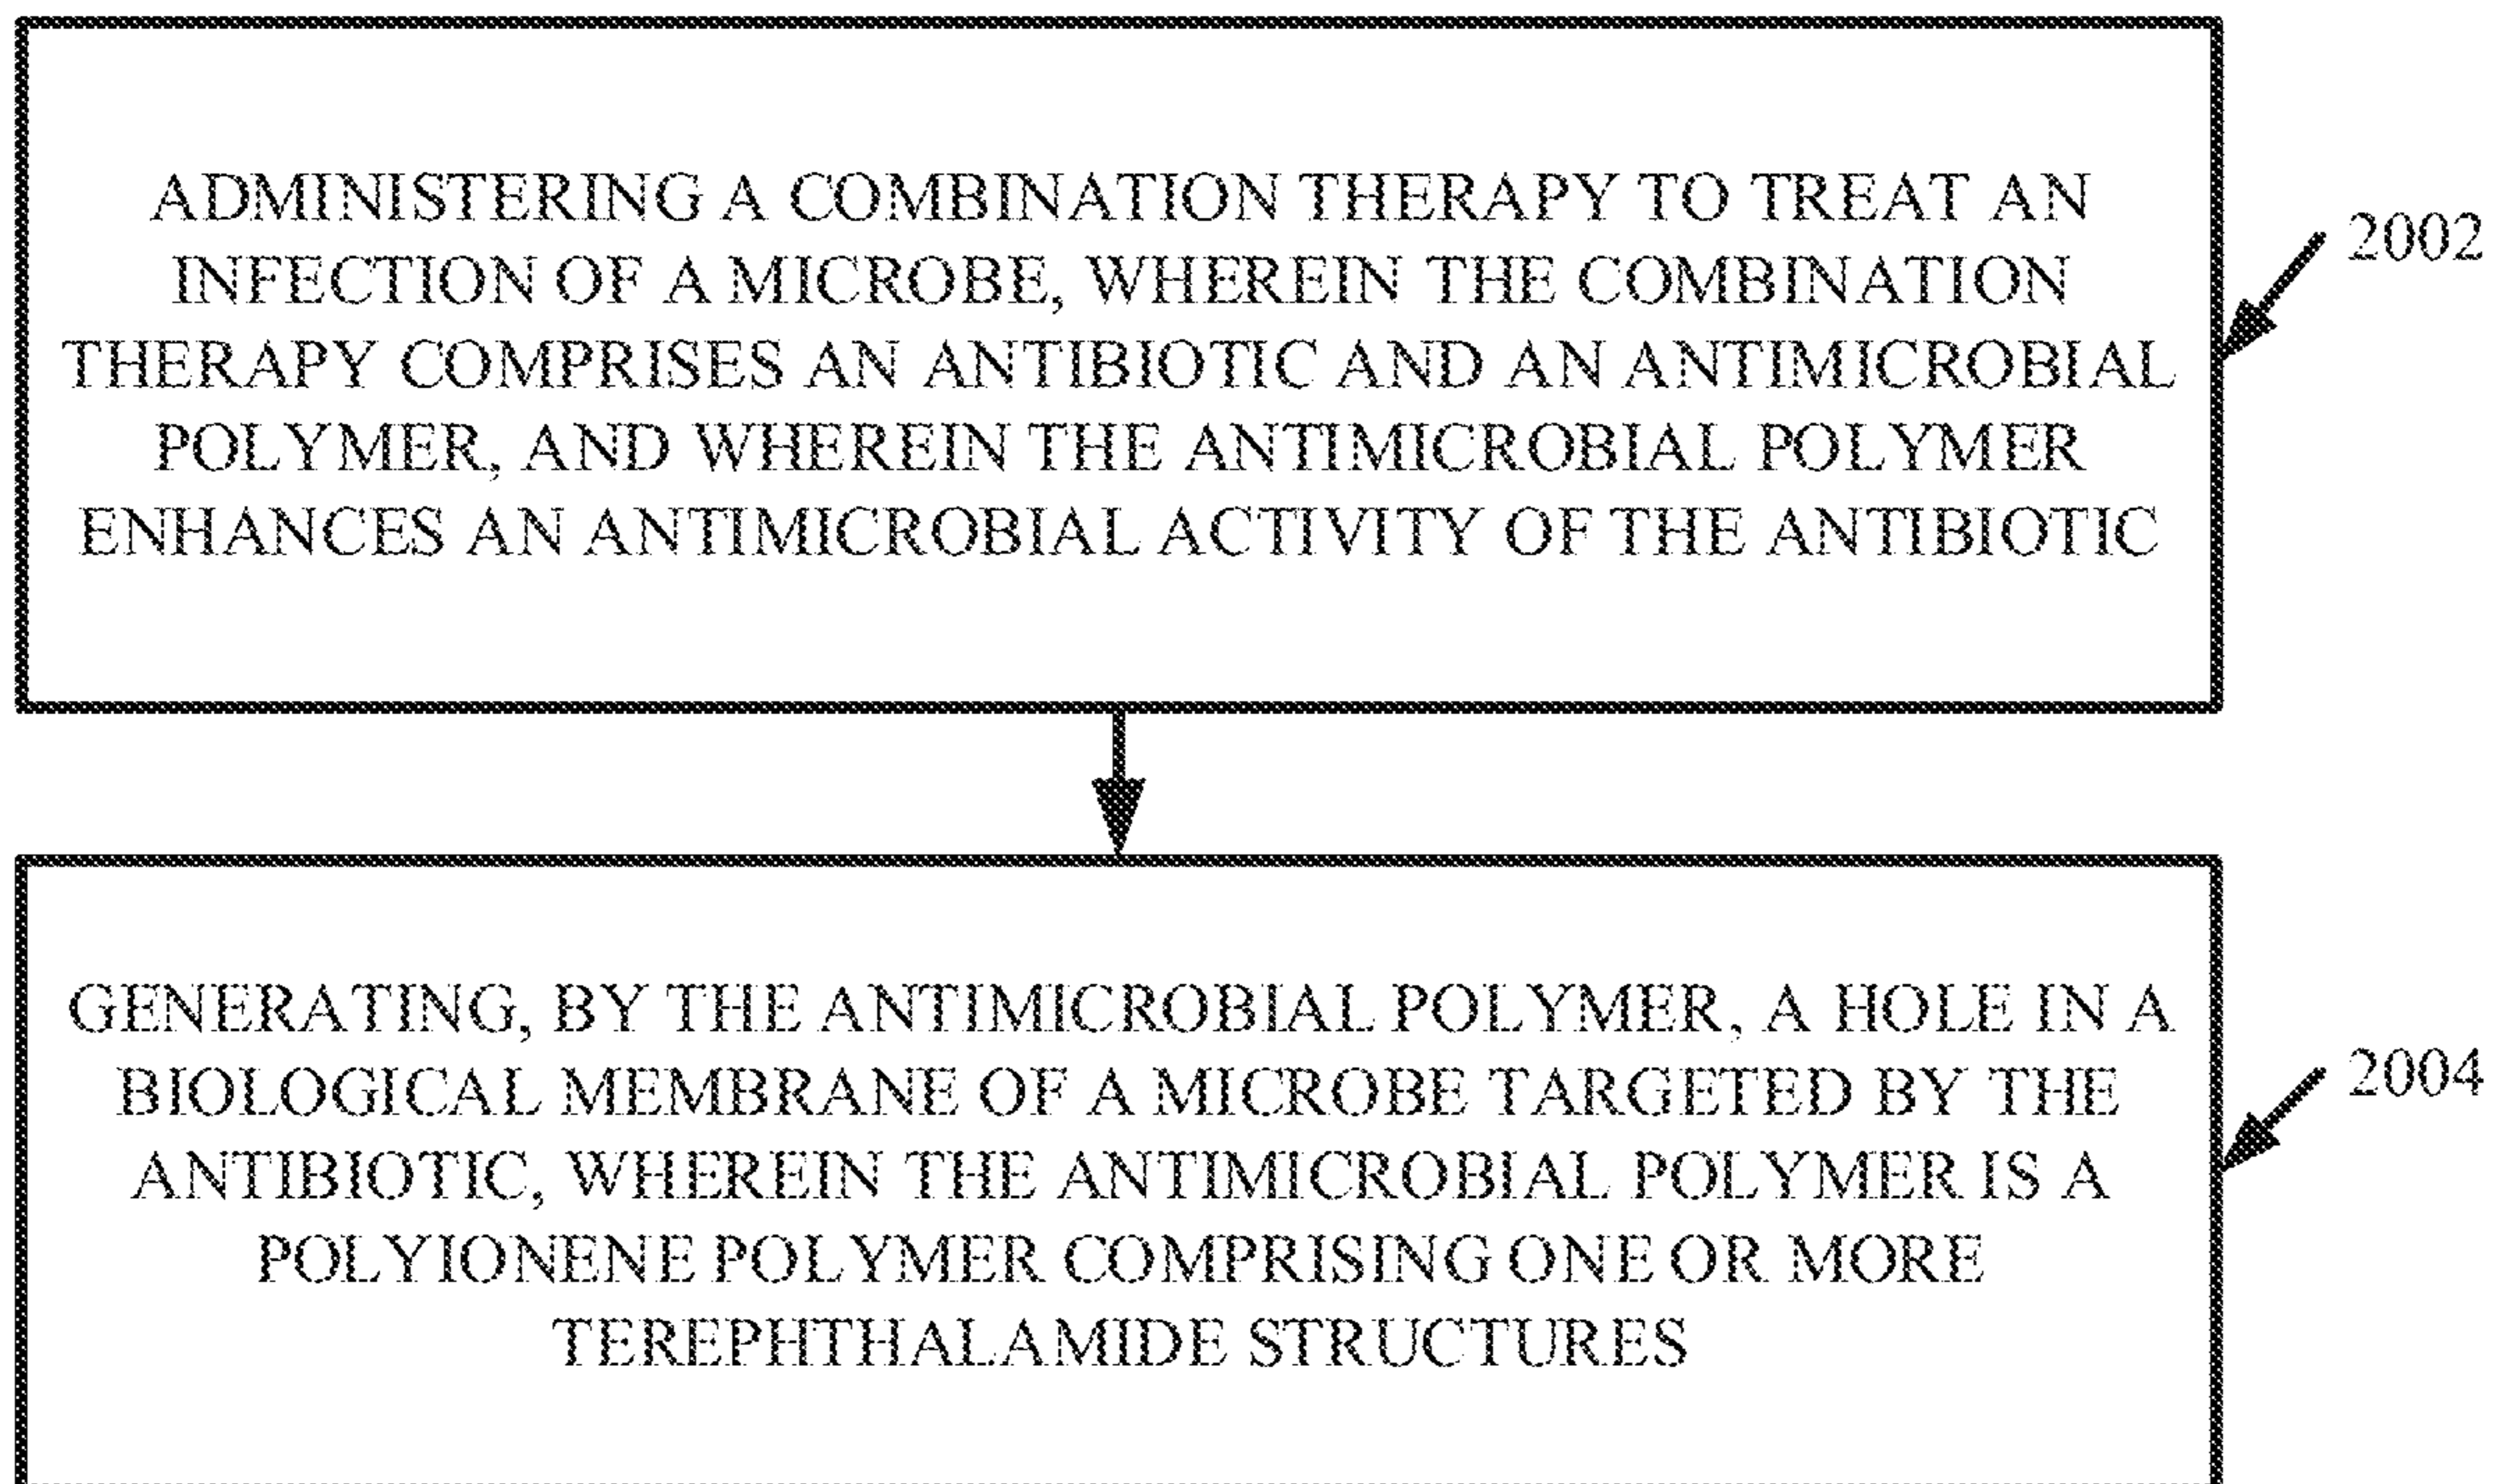 ADMINISTERING A COMBINATION THERAPY TO TREAT AN
INFECTION OF A MICROBE, WHEREIN THE COMBINATION
THERAPY COMPRISES AN ANTIBIOTIC AND AN ANTIMICROBIAL
POLYMER, AND WHEREIN THE ANTIMICROBIAL POLYMER
ENHANCES AN ANTIMICROBIAL ACTIVITY OF THE ANTIBIOTIC
2002
GENERATING, BY THE ANTIMICROBIAL POLYMER, A HOLE IN A
BIOLOGICAL MEMBRANE OF A MICROBE TARGETED BY THE
ANTIBIOTIC, WHEREIN THE ANTIMICROBIAL POLYMER IS A
POLYIONENE POLYMER COMPRISING ONE OR MORE
TEREPHTHALAMIDE STRUCTURES
2004